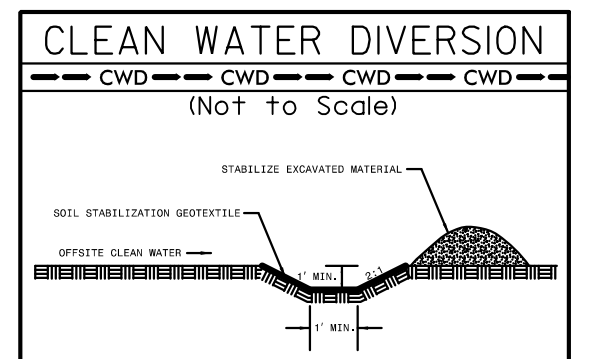 CLEAN WATER DIVERSION
CWD CWD CWD CWD
(Not to Scale)
STABILIZE EXCAVATED MATERIAL
SOIL STABILIZATION GEOTEXTILE
OFFSITE CLEAN WATER
1' MIN. 2:1
1' MIN.